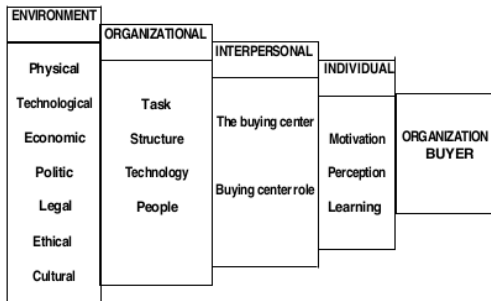 ENVIRONMENT
Physical
Technological
Economic
Politic
Legal
Ethical
Cultural
ORGANIZATIONAL
Task
Structure
Technology
People
INTERPERSONAL
The buying center
Buying center role
INDIVIDUAL
Motivation
Perception
Learning
ORGANIZATION
BUYER